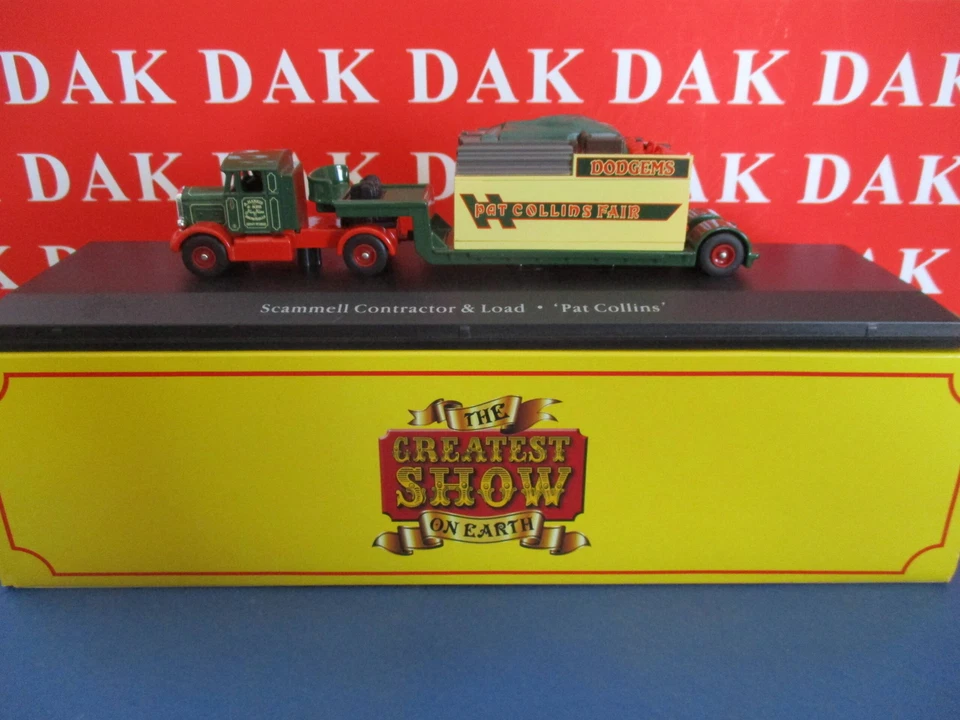 DAK DAK DAK DAK DAK
DAK DAK DAK DAK DAK
DODGEMS
PAT COLLINS FAIR
DAK DAK
Scammell Contractor & Load • 'Pat Collins'
THE
GREATEST
SHOW
ON EARTH